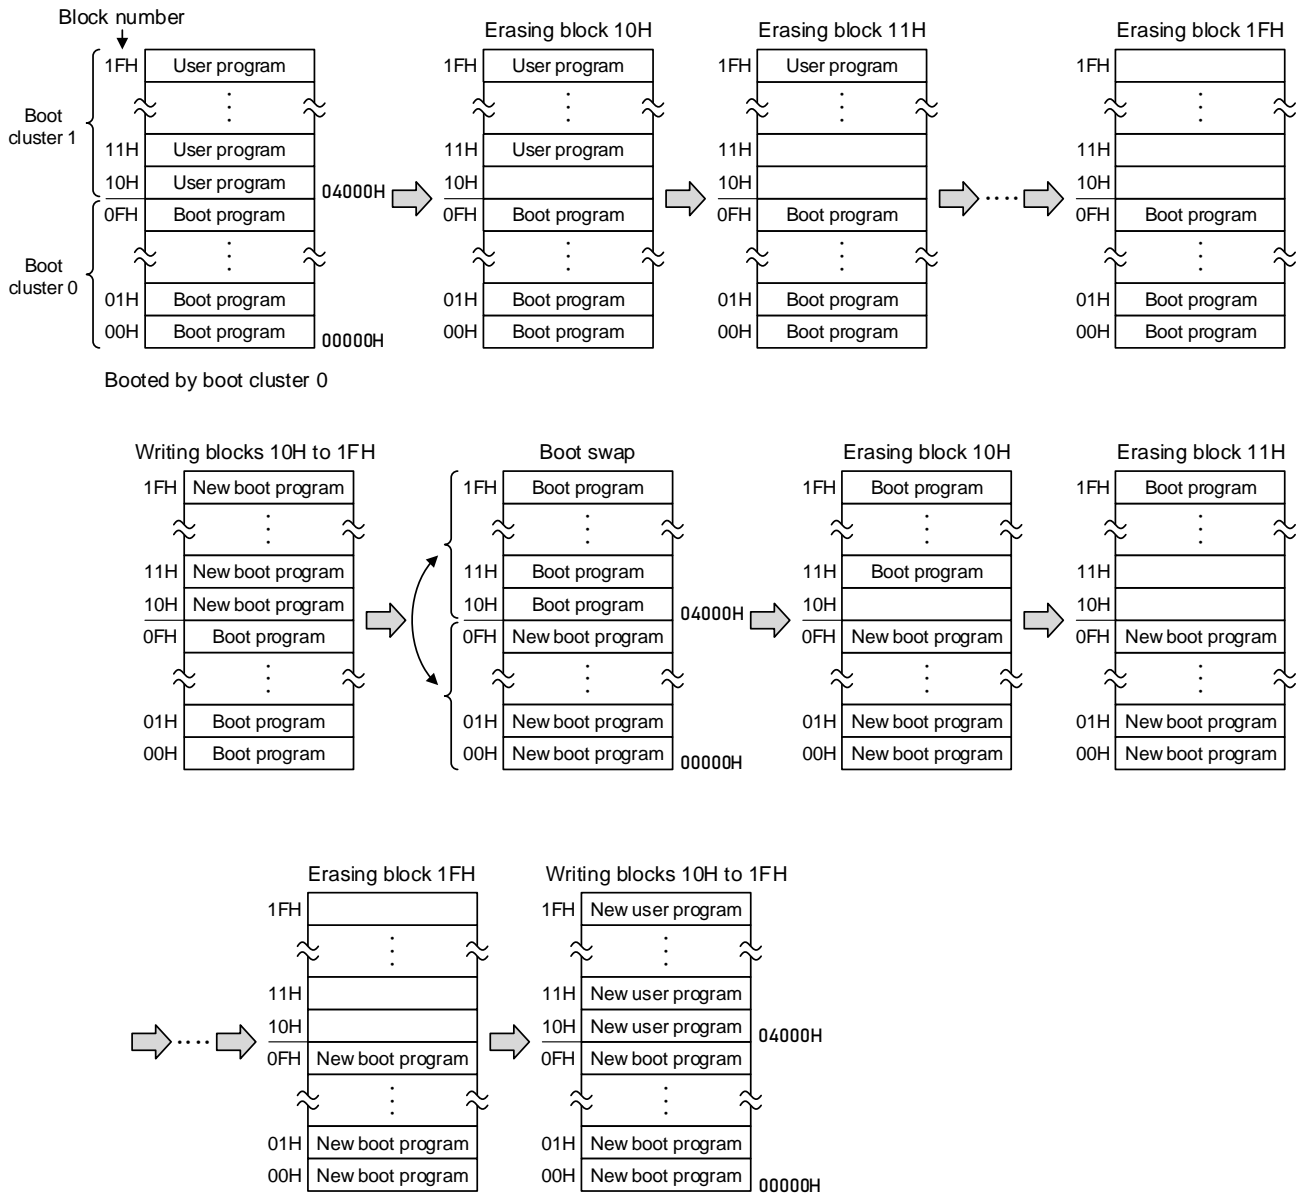 Block number
Erasing block 10H
Erasing block 11H
Erasing block 1FH
Boot cluster 1
Boot cluster 0
1FH User program
11H User program
10H User program
04000H
0FH Boot program
01H Boot program
00H Boot program
00000H
Booted by boot cluster 0
1FH User program
11H User program
10H
0FH Boot program
01H Boot program
00H Boot program
1FH User program
11H
10H
0FH Boot program
01H Boot program
00H Boot program
1FH
11H
10H
0FH Boot program
01H Boot program
00H Boot program
Writing blocks 10H to 1FH
1FH New boot program
11H New boot program
10H New boot program
0FH Boot program
01H Boot program
00H Boot program
Boot swap
1FH Boot program
11H Boot program
10H Boot program
04000H
0FH New boot program
01H New boot program
00H New boot program
00000H
Erasing block 10H
1FH Boot program
11H Boot program
10H
0FH New boot program
01H New boot program
00H New boot program
Erasing block 11H
1FH Boot program
11H
10H
0FH New boot program
01H New boot program
00H New boot program
Erasing block 1FH
1FH
11H
10H
0FH New boot program
01H New boot program
00H New boot program
Writing blocks 10H to 1FH
1FH New user program
11H New user program
10H New user program
04000H
0FH New boot program
01H New boot program
00H New boot program
00000H